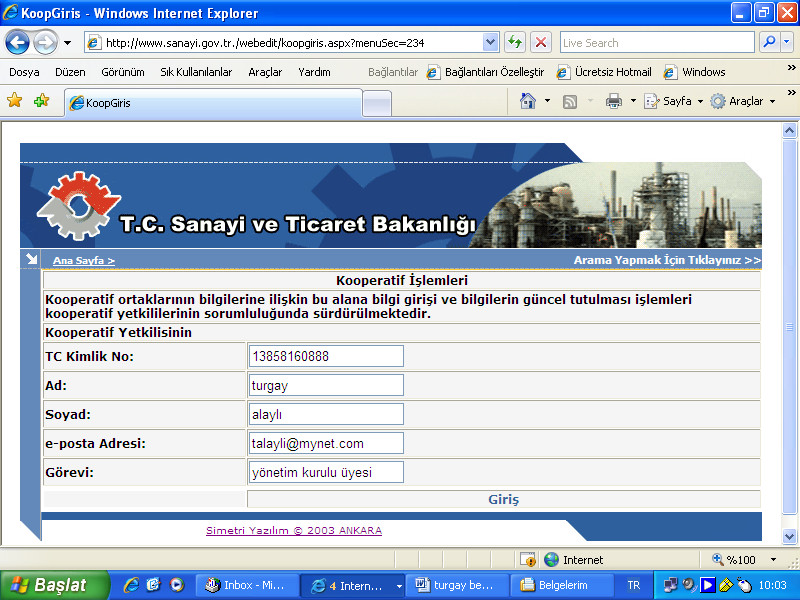 KoopGiris - Windows Internet Explorer
http://www.sanayi.gov.tr./webedit/koopgiris.aspx?menuSec=234
Live Search
Dosya Düzen Görünüm Sık Kullanılanlar Araçlar Yardım Bağlantılar Bağlantıları Özelleştir Ücretsiz Hotmail Windows »
KoopGiris Sayfa Araçlar »
T.C. Sanayi ve Ticaret Bakanlığı
Ana Sayfa > Arama Yapmak İçin Tıklayınız >>
Kooperatif İşlemleri
Kooperatif ortaklarının bilgilerine ilişkin bu alana bilgi girişi ve bilgilerin güncel tutulması işlemleri
kooperatif yetkililerinin sorumluluğunda sürdürülmektedir.
Kooperatif Yetkilisinin
TC Kimlik No: 13858160888
Ad: turgay
Soyad: alaylı
e-posta Adresi: talayli@mynet.com
Görevi: yönetim kurulu üyesi
Giriş
Simetri Yazılım © 2003 ANKARA
Internet %100
Başlat Inbox - Mi... 4 Intern... turgay be... Belgelerim TR 10:03